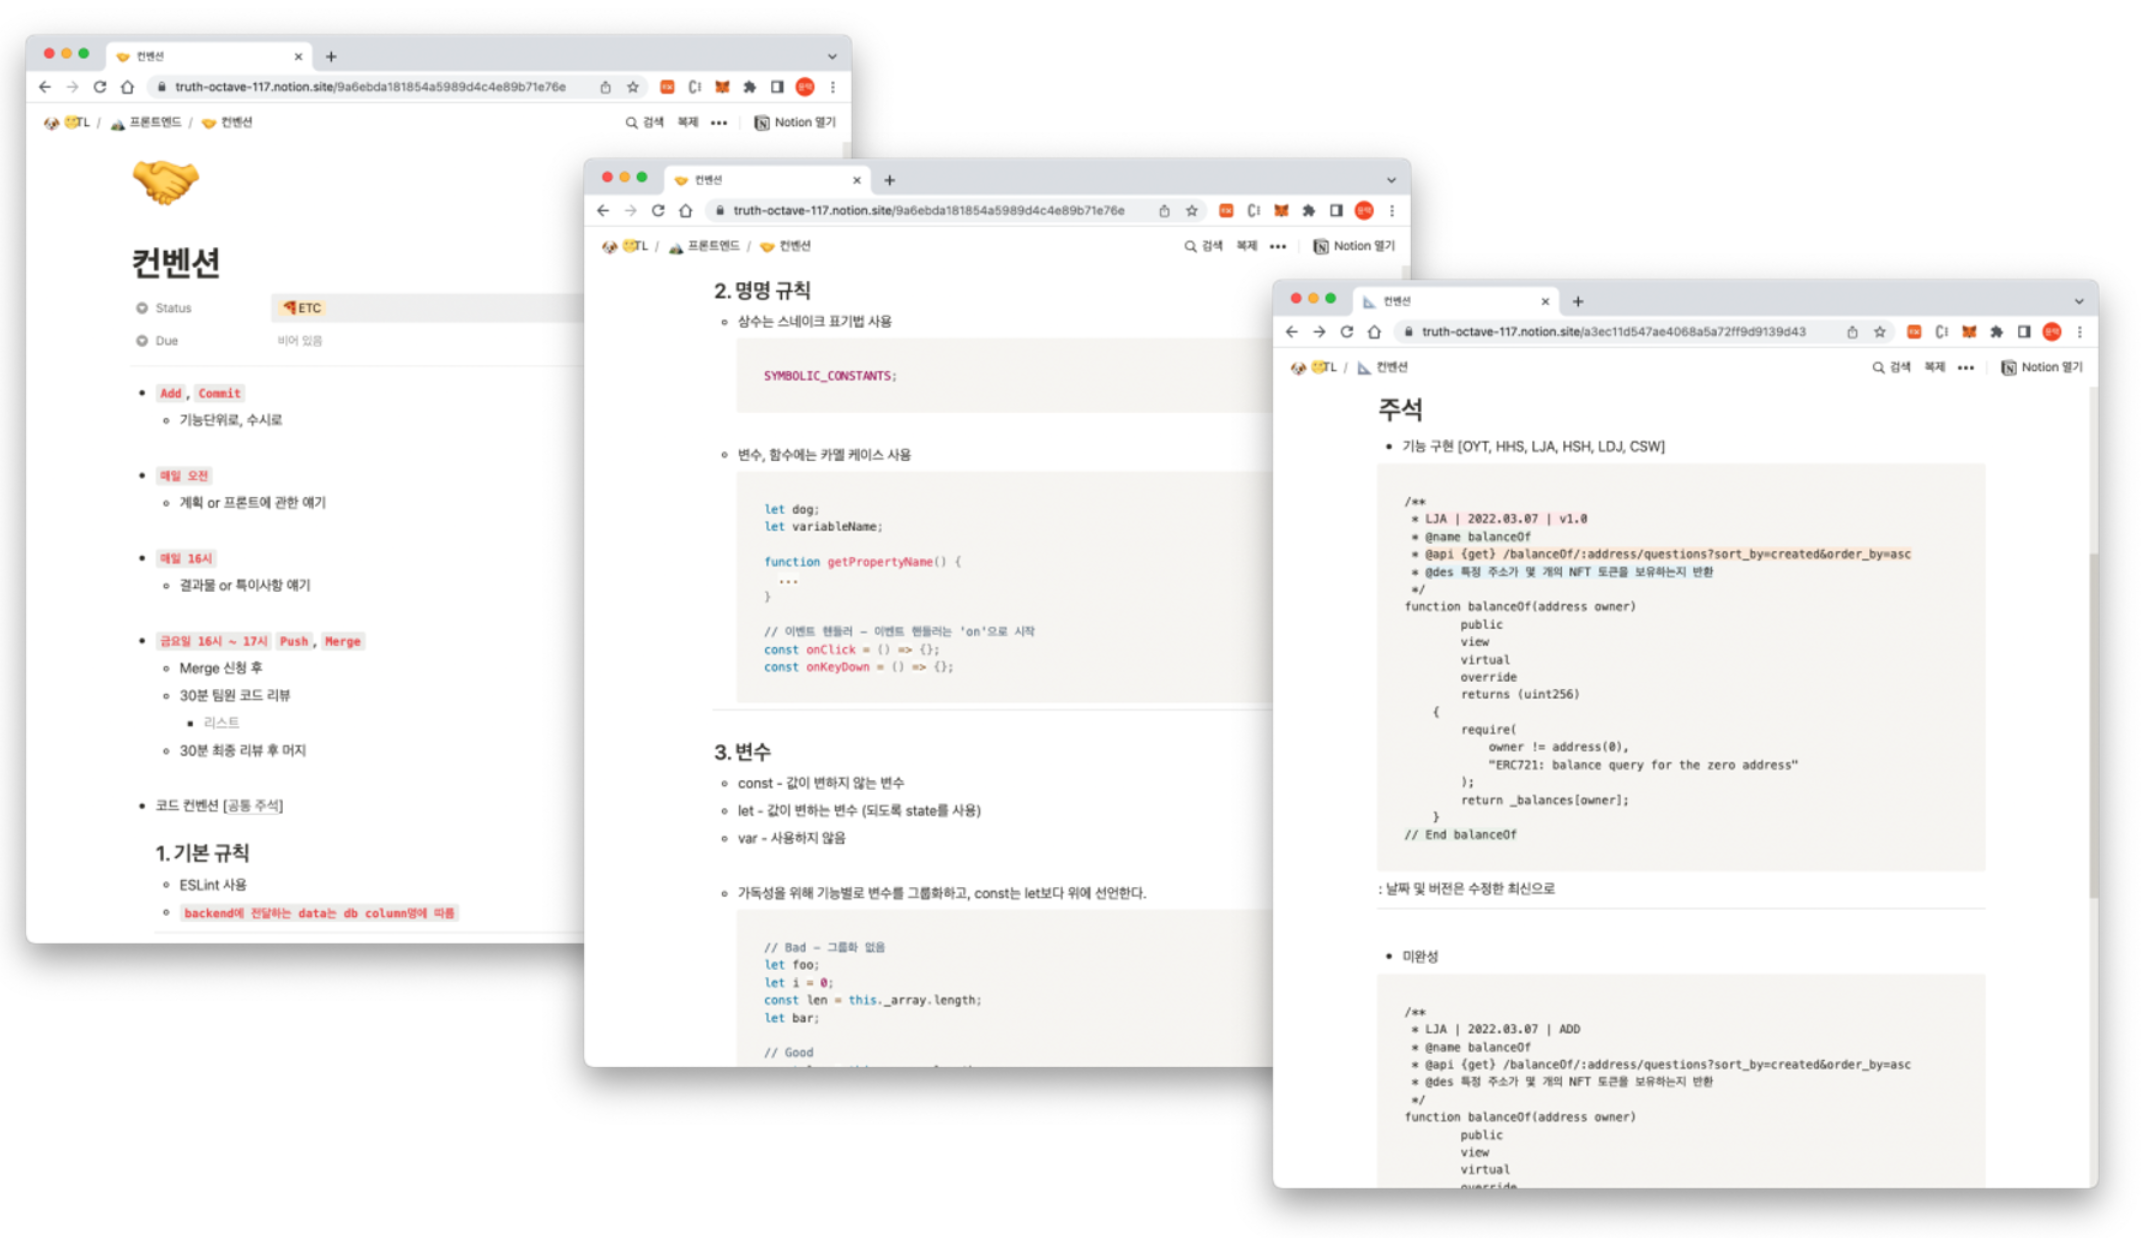 컨벤션
truth-octave-117.notion.site/9a6ebda181854a5989d4c4e89b71e76e
TL / 프론트엔드 / 컨벤션
검색 복제 ••• Notion 열기
컨벤션
Status ETC
Due 비어 있음
Add, Commit
기능단위로, 수시로
매일 오전
계획 or 프론트에 관한 얘기
매일 16시
결과물 or 특이사항 얘기
금요일 16시 ~ 17시 Push, Merge
Merge 신청 후
30분 팀원 코드 리뷰
리스트
30분 최종 리뷰 후 머지
코드 컨벤션 [공통 주석]
1. 기본 규칙
ESLint 사용
backend에 전달하는 data는 db column명에 따름
컨벤션
truth-octave-117.notion.site/9a6ebda181854a5989d4c4e89b71e76e
TL / 프론트엔드 / 컨벤션
검색 복제 ••• Notion 열기
2. 명명 규칙
상수는 스네이크 표기법 사용
SYMBOLIC_CONSTANTS;
변수, 함수에는 카멜 케이스 사용
let dog;
let variableName;
function getPropertyName() {
...
}
// 이벤트 핸들러 – 이벤트 핸들러는 'on'으로 시작
const onClick = () => {};
const onKeyDown = () => {};
3. 변수
const - 값이 변하지 않는 변수
let - 값이 변하는 변수 (되도록 state를 사용)
var - 사용하지 않음
가독성을 위해 기능별로 변수를 그룹화하고, const는 let보다 위에 선언한다.
// Bad – 그룹화 없음
let foo;
let i = 0;
const len = this._array.length;
let bar;
// Good
컨벤션
truth-octave-117.notion.site/a3ec11d547ae4068a5a72ff9d9139d43
TL / 컨벤션
검색 복제 ••• Notion 열기
주석
기능 구현 [OYT, HHS, LJA, HSH, LDJ, CSW]
/**
* LJA | 2022.03.07 | v1.0
* @name balanceOf
* @api {get} /balanceOf/:address/questions?sort_by=created&order_by=asc
* @des 특정 주소가 몇 개의 NFT 토큰을 보유하는지 반환
*/
function balanceOf(address owner)
public
view
virtual
override
returns (uint256)
{
require(
owner != address(0),
"ERC721: balance query for the zero address"
);
return _balances[owner];
}
// End balanceOf
: 날짜 및 버전은 수정한 최신으로
미완성
/**
* LJA | 2022.03.07 | ADD
* @name balanceOf
* @api {get} /balanceOf/:address/questions?sort_by=created&order_by=asc
* @des 특정 주소가 몇 개의 NFT 토큰을 보유하는지 반환
*/
function balanceOf(address owner)
public
view
virtual
override